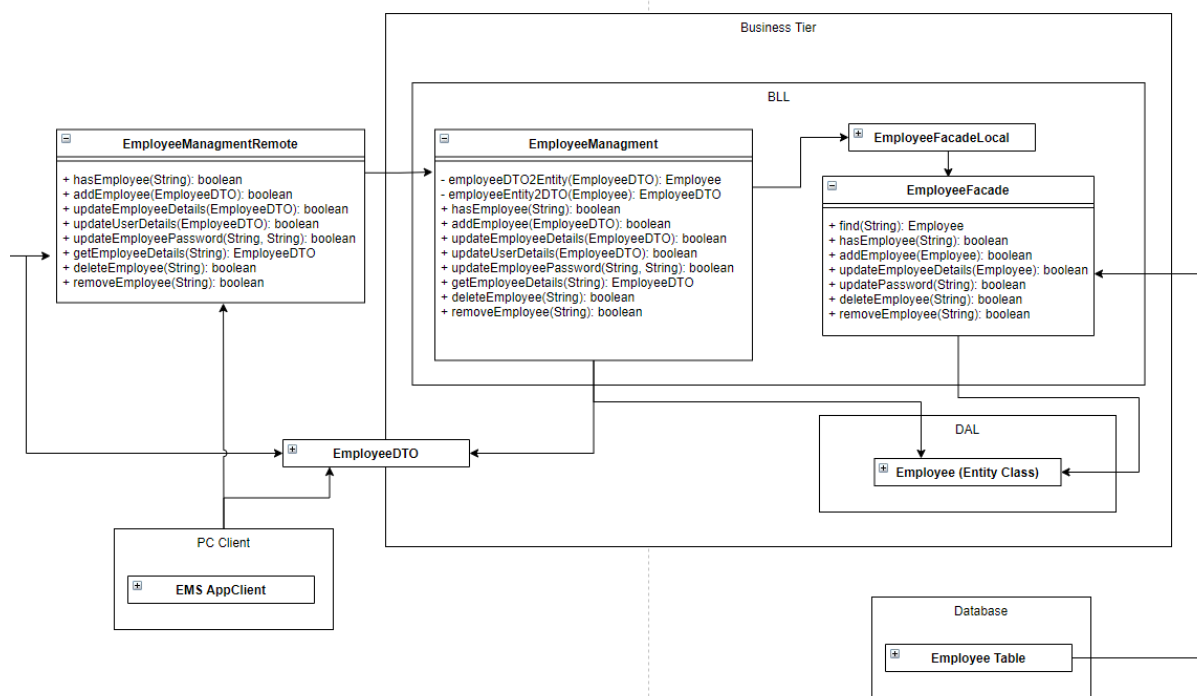 Business Tier
BLL
EmployeeManagmentRemote
+ hasEmployee(String): boolean
+ addEmployee(EmployeeDTO): boolean
+ updateEmployeeDetails(EmployeeDTO): boolean
+ updateUserDetails(EmployeeDTO): boolean
+ updateEmployeePassword(String, String): boolean
+ getEmployeeDetails(String): EmployeeDTO
+ deleteEmployee(String): boolean
+ removeEmployee(String): boolean
EmployeeManagment
- employeeDTO2Entity(EmployeeDTO): Employee
- employeeEntity2DTO(Employee): EmployeeDTO
+ hasEmployee(String): boolean
+ addEmployee(EmployeeDTO): boolean
+ updateEmployeeDetails(EmployeeDTO): boolean
+ updateUserDetails(EmployeeDTO): boolean
+ updateEmployeePassword(String, String): boolean
+ getEmployeeDetails(String): EmployeeDTO
+ deleteEmployee(String): boolean
+ removeEmployee(String): boolean
EmployeeFacadeLocal
EmployeeFacade
+ find(String): Employee
+ hasEmployee(String): boolean
+ addEmployee(Employee): boolean
+ updateEmployeeDetails(Employee): boolean
+ updatePassword(String): boolean
+ deleteEmployee(String): boolean
+ removeEmployee(String): boolean
EmployeeDTO
DAL
Employee (Entity Class)
PC Client
EMS AppClient
Database
Employee Table